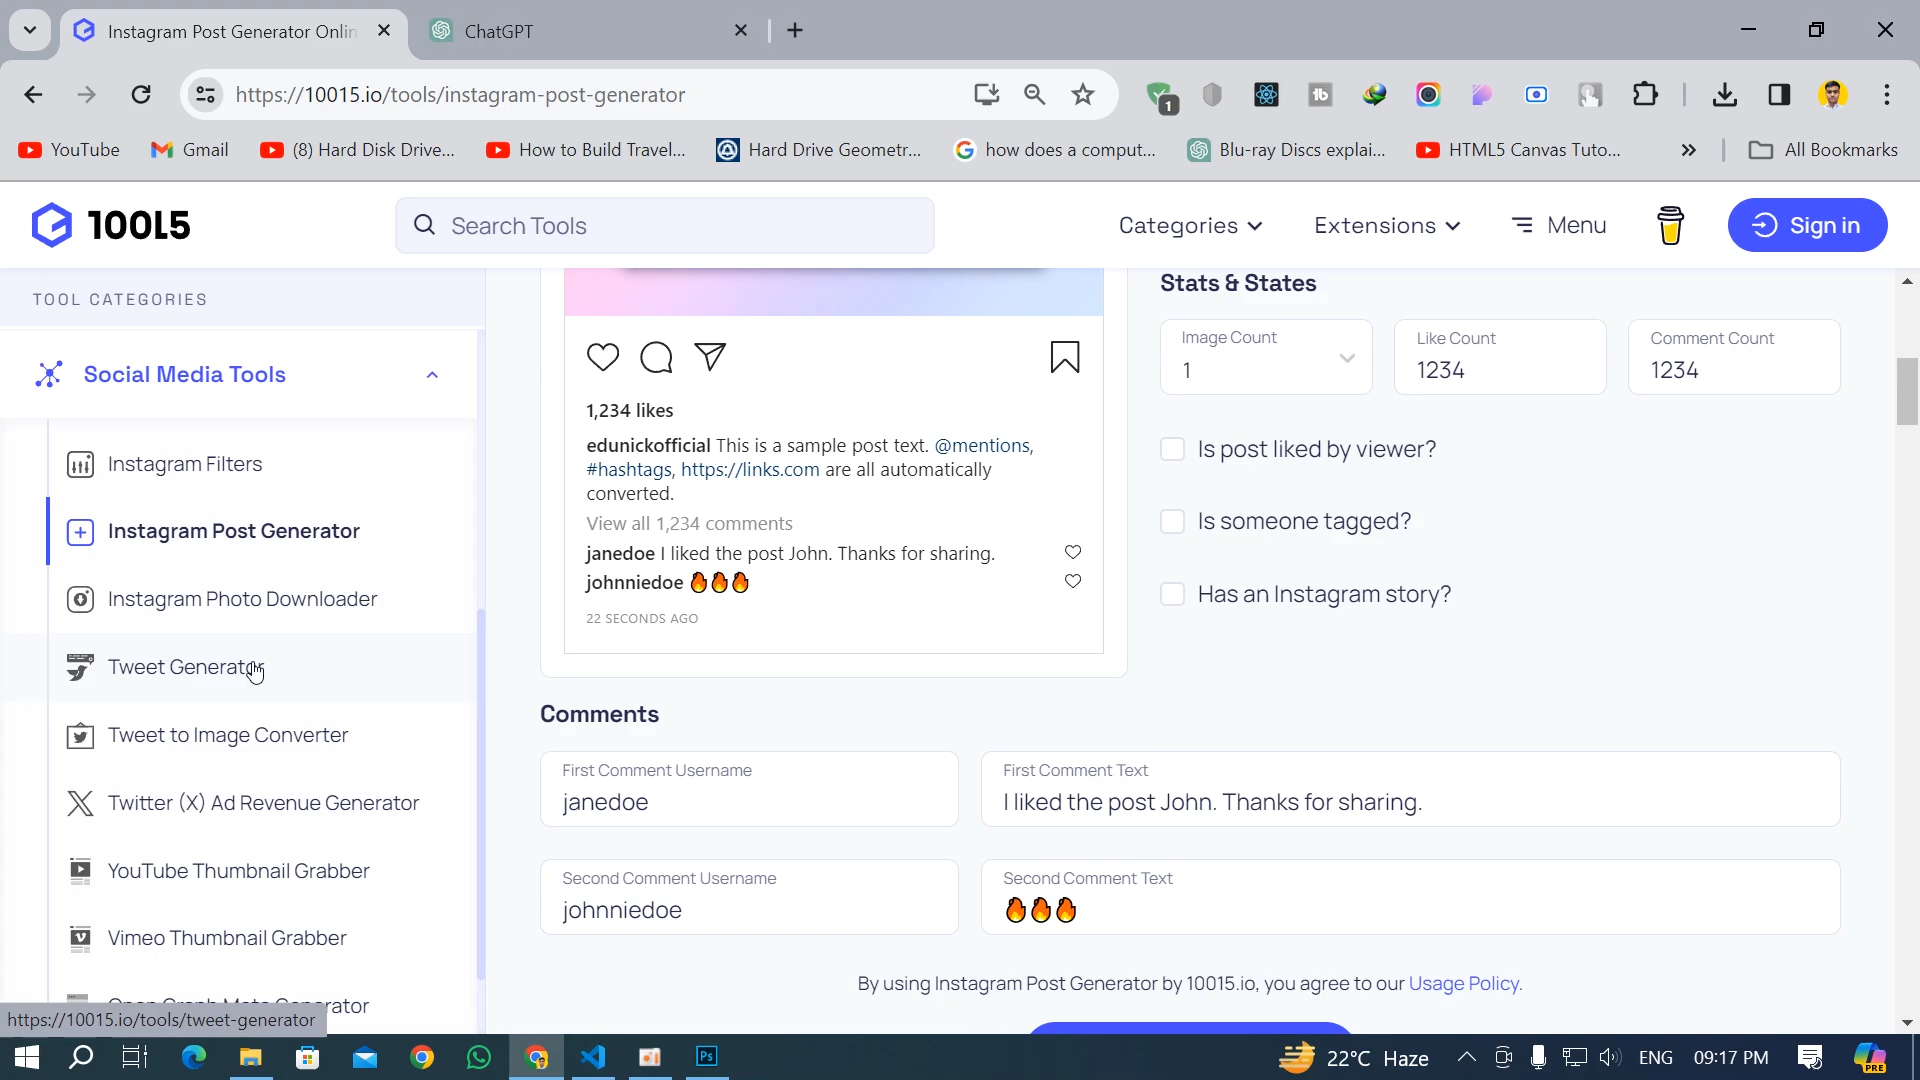 Instagram Post Generator Onlin
ChatGPT
https://10015.io/tools/instagram-post-generator
1
YouTube
Gmail
(8) Hard Disk Drive...
How to Build Travel...
Hard Drive Geometr...
how does a comput...
Blu-ray Discs explai...
HTML5 Canvas Tuto...
All Bookmarks
10015
Search Tools
Categories
Extensions
Menu
Sign in
TOOL CATEGORIES
Social Media Tools
Instagram Filters
Instagram Post Generator
Instagram Photo Downloader
Tweet Generator
Tweet to Image Converter
Twitter (X) Ad Revenue Generator
YouTube Thumbnail Grabber
Vimeo Thumbnail Grabber
Open Graph Meta Generator
https://10015.io/tools/tweet-generator
1,234 likes
edunickofficial This is a sample post text. @mentions,
#hashtags, https://links.com are all automatically
converted.
View all 1,234 comments
janedoe I liked the post John. Thanks for sharing.
johnniedoe 🔥🔥🔥
22 SECONDS AGO
Stats & States
Image Count
1
Like Count
1234
Comment Count
1234
Is post liked by viewer?
Is someone tagged?
Has an Instagram story?
Comments
First Comment Username
janedoe
First Comment Text
I liked the post John. Thanks for sharing.
Second Comment Username
johnniedoe
Second Comment Text
🔥🔥🔥
By using Instagram Post Generator by 10015.io, you agree to our Usage Policy.
Ps
22°C Haze
ENG
09:17 PM
PRE